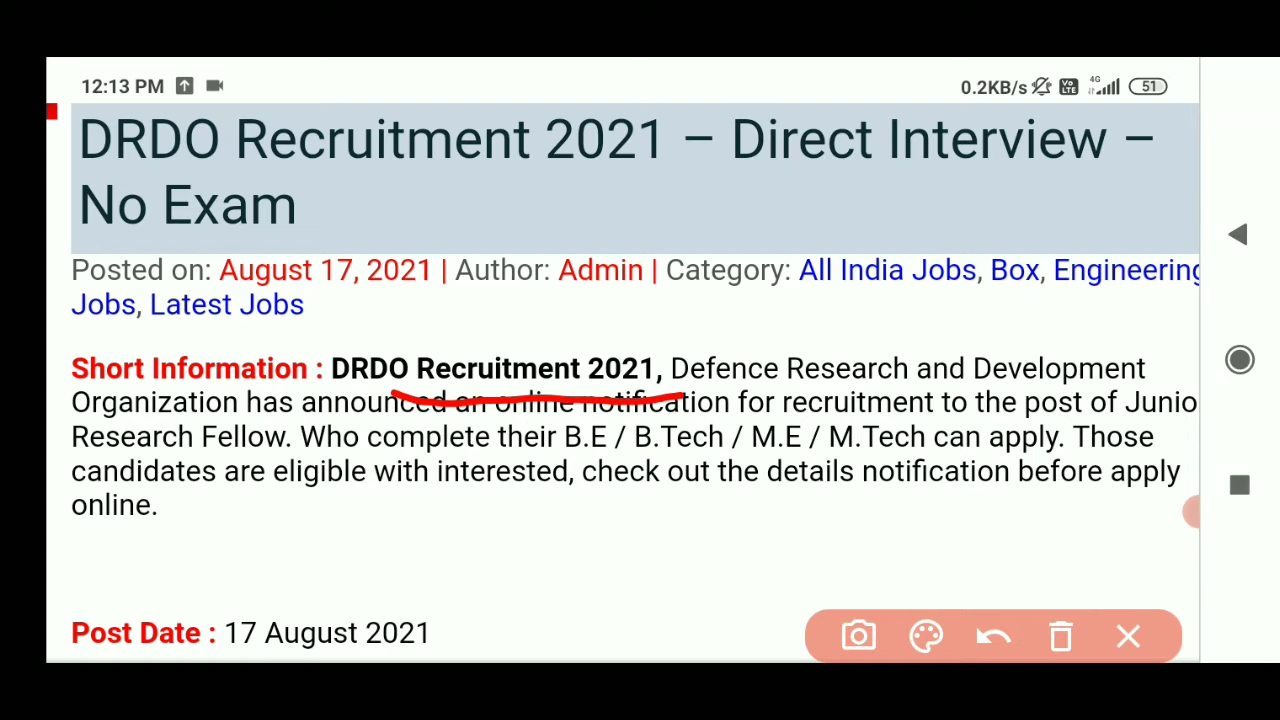 12:13 PM 0.2KB/s Vo LTE 4G 51
DRDO Recruitment 2021 – Direct Interview –
No Exam
Posted on: August 17, 2021 | Author: Admin | Category: All India Jobs, Box, Engineering
Jobs, Latest Jobs
Short Information : DRDO Recruitment 2021, Defence Research and Development
Organization has announced an online notification for recruitment to the post of Junio
Research Fellow. Who complete their B.E / B.Tech / M.E / M.Tech can apply. Those
candidates are eligible with interested, check out the details notification before apply
online.
Post Date : 17 August 2021